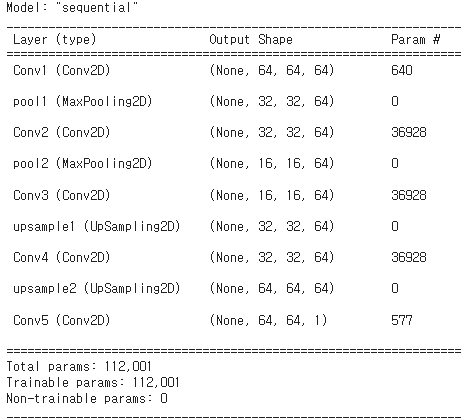 Model: "sequential"
Layer (type) Output Shape Param #
Conv1 (Conv2D) (None, 64, 64, 64) 640
pool1 (MaxPooling2D) (None, 32, 32, 64) 0
Conv2 (Conv2D) (None, 32, 32, 64) 36928
pool2 (MaxPooling2D) (None, 16, 16, 64) 0
Conv3 (Conv2D) (None, 16, 16, 64) 36928
upsample1 (UpSampling2D) (None, 32, 32, 64) 0
Conv4 (Conv2D) (None, 32, 32, 64) 36928
upsample2 (UpSampling2D) (None, 64, 64, 64) 0
Conv5 (Conv2D) (None, 64, 64, 1) 577
Total params: 112,001
Trainable params: 112,001
Non-trainable params: 0